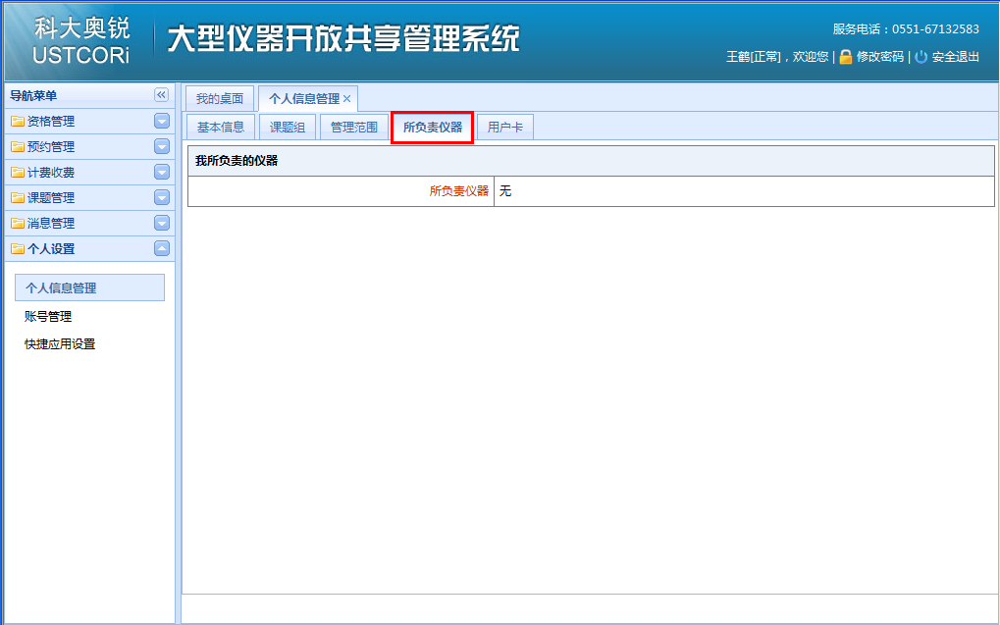 科大奥锐
USTCORi
大型仪器开放共享管理系统
服务电话：0551-67132583
王鹤[正常]，欢迎您 | 修改密码 | 安全退出
导航菜单
资格管理
预约管理
计费收费
课题管理
消息管理
个人设置
个人信息管理
账号管理
快捷应用设置
我的桌面 个人信息管理
基本信息 课题组 管理范围 所负责仪器 用户卡
我所负责的仪器
所负责仪器 无